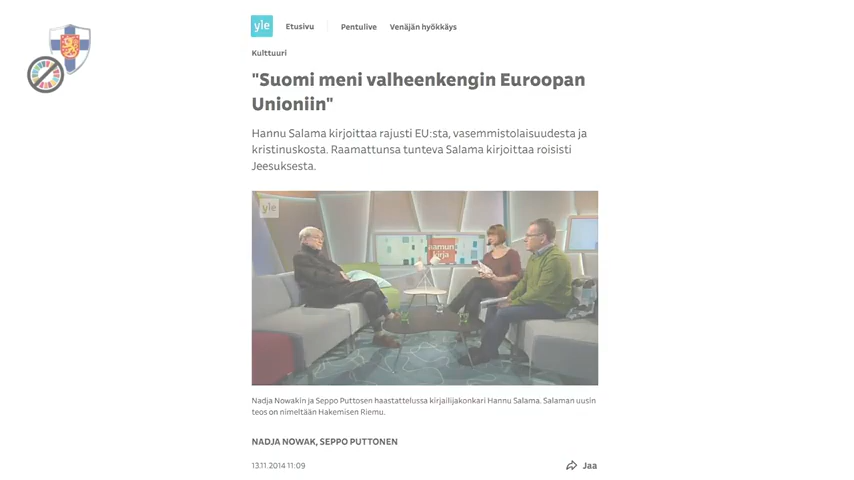 yle
Etusivu
Pentulive
Venäjän hyökkäys
Kulttuuri
"Suomi meni valheenkengin Euroopan
Unioniin"
Hannu Salama kirjoittaa rajusti EU:sta, vasemmistolaisuudesta ja
kristinuskosta. Raamattunsa tunteva Salama kirjoittaa roisisti
Jeesuksesta.
yle
aamun
kirja
Nadja Nowakin ja Seppo Puttosen haastattelussa kirjailijakonkari Hannu Salama. Salaman uusin
teos on nimeltään Hakemisen Riemu.
NADJA NOWAK, SEPPO PUTTONEN
13.11.2014 11:09
Jaa